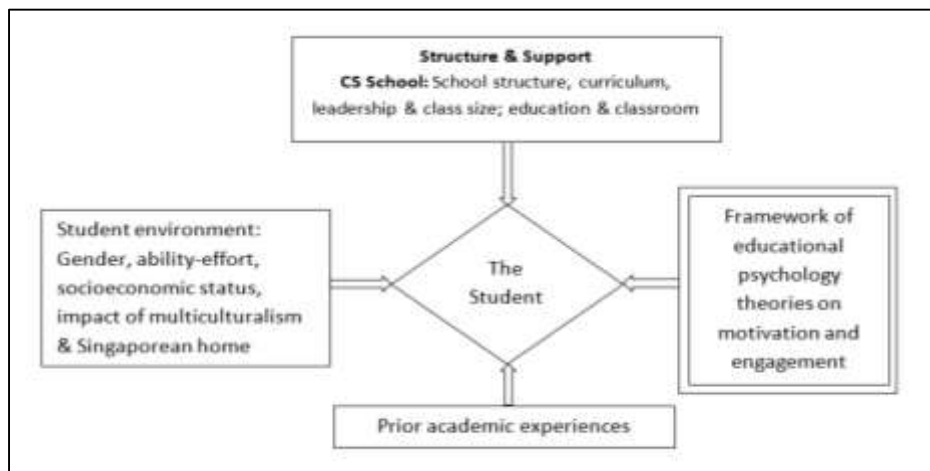 Structure & Support
CS School: School structure, curriculum,
leadership & class size; education & classroom
Student environment:
Gender, ability-effort,
socioeconomic status,
impact of multiculturalism
& Singaporean home
The
Student
Framework of
educational
psychology
theories on
motivation and
engagement
Prior academic experiences